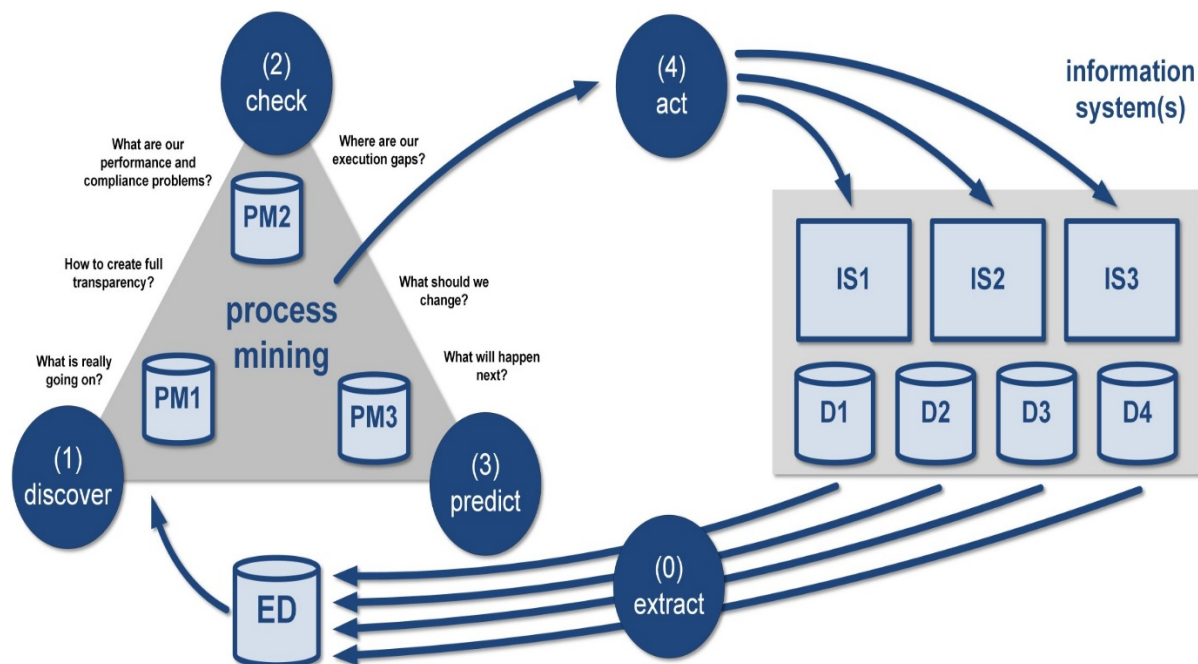 (2)
check
(4)
act
information
system(s)
What are our
performance and
compliance problems?
Where are our
execution gaps?
PM2
How to create full
transparency?
What should we
change?
process
mining
IS1
IS2
IS3
What is really
going on?
What will happen
next?
PM1
PM3
D1
D2
D3
D4
(1)
discover
(3)
predict
ED
(0)
extract